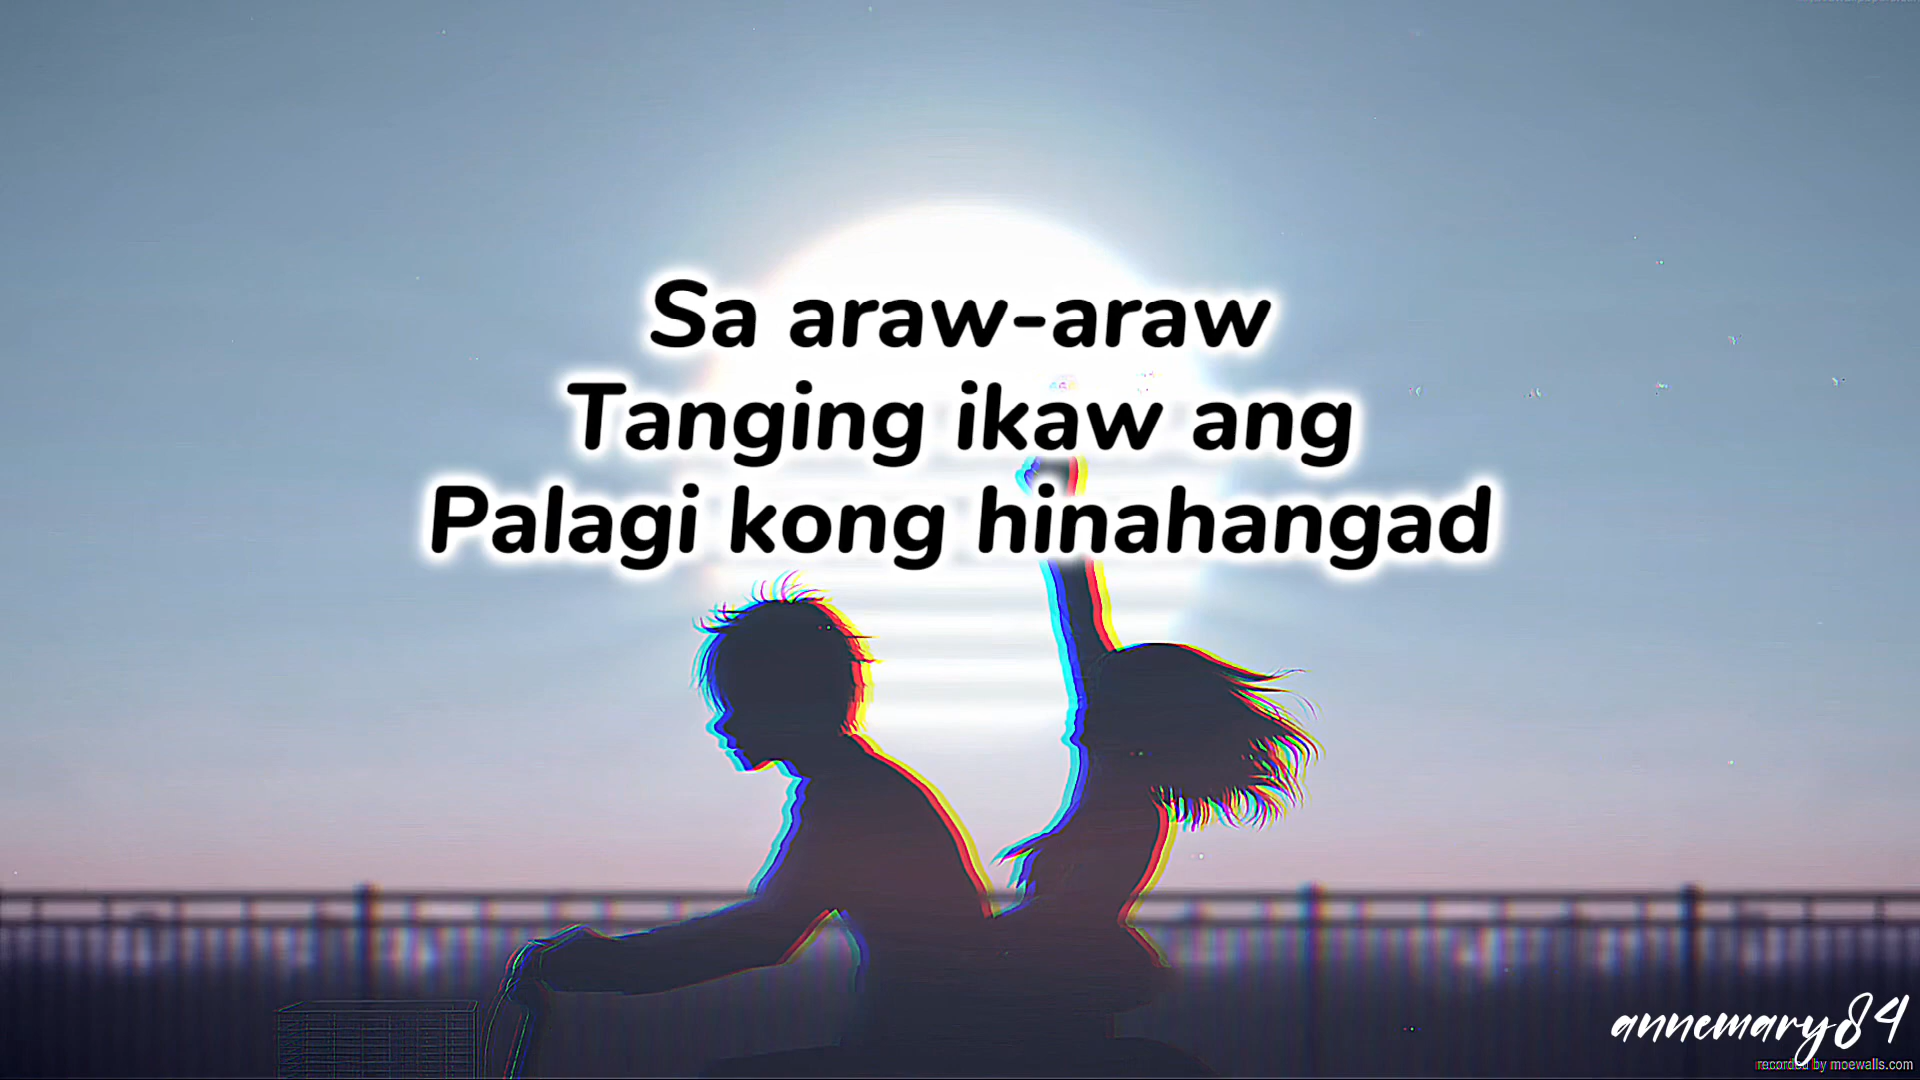 Sa araw-araw
Tanging ikaw ang
Palagi kong hinahangad
annemary84
recorded by moewalls.com